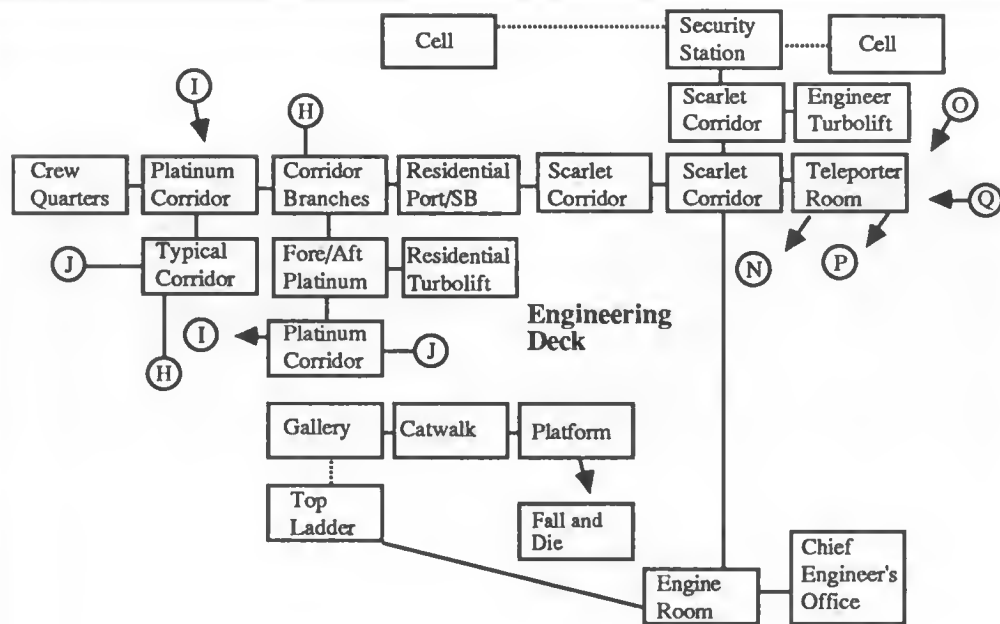 Cell
Security
Station
Cell
I
H
Scarlet
Corridor
Engineer
Turbolift
O
Crew
Quarters
Platinum
Corridor
Corridor
Branches
Residential
Port/SB
Scarlet
Corridor
Scarlet
Corridor
Teleporter
Room
Q
J
Typical
Corridor
Fore/Aft
Platinum
Residential
Turbolift
N
P
Engineering
Deck
I
Platinum
Corridor
J
H
Gallery
Catwalk
Platform
Top
Ladder
Fall and
Die
Engine
Room
Chief
Engineer's
Office